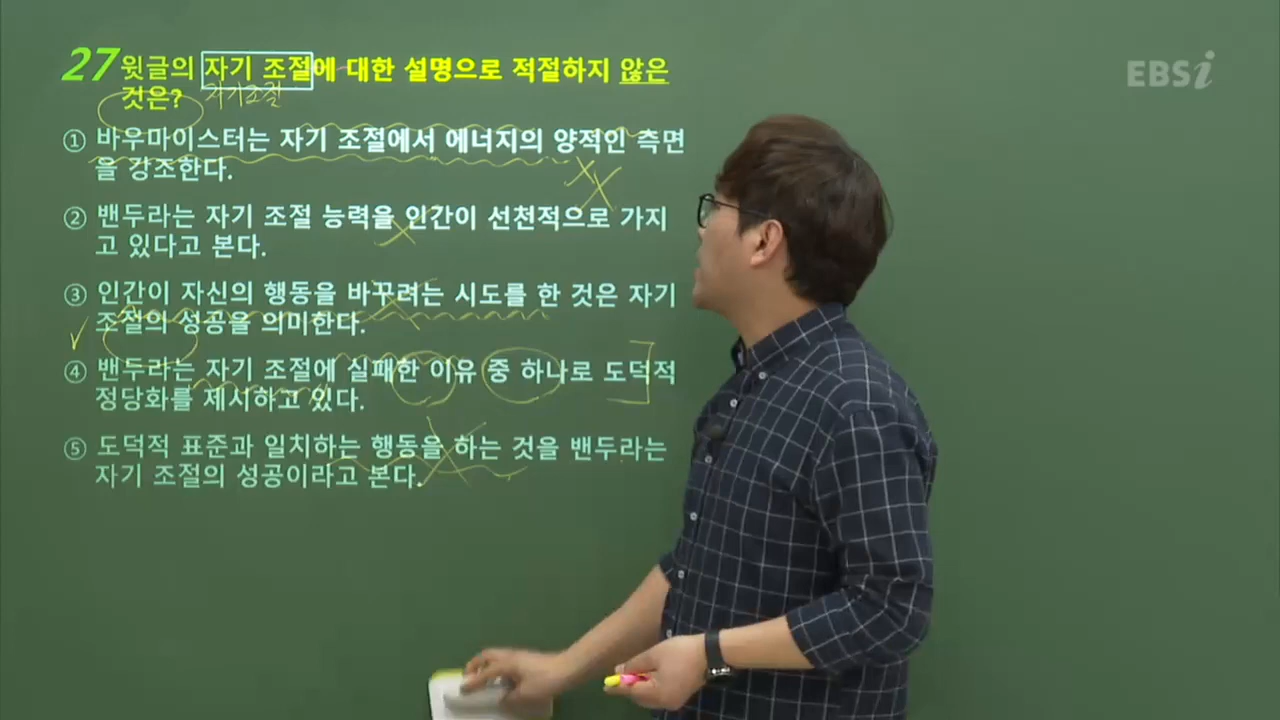 27 윗글의 자기 조절에 대한 설명으로 적절하지 않은
것은? 자기조절
① 바우마이스터는 자기 조절에서 에너지의 양적인 측면
을 강조한다.
② 밴두라는 자기 조절 능력을 인간이 선천적으로 가지
고 있다고 본다.
③ 인간이 자신의 행동을 바꾸려는 시도를 한 것은 자기
조절의 성공을 의미한다.
④ 밴두라는 자기 조절에 실패한 이유 중 하나로 도덕적
정당화를 제시하고 있다.
⑤ 도덕적 표준과 일치하는 행동을 하는 것을 밴두라는
자기 조절의 성공이라고 본다.
EBSi